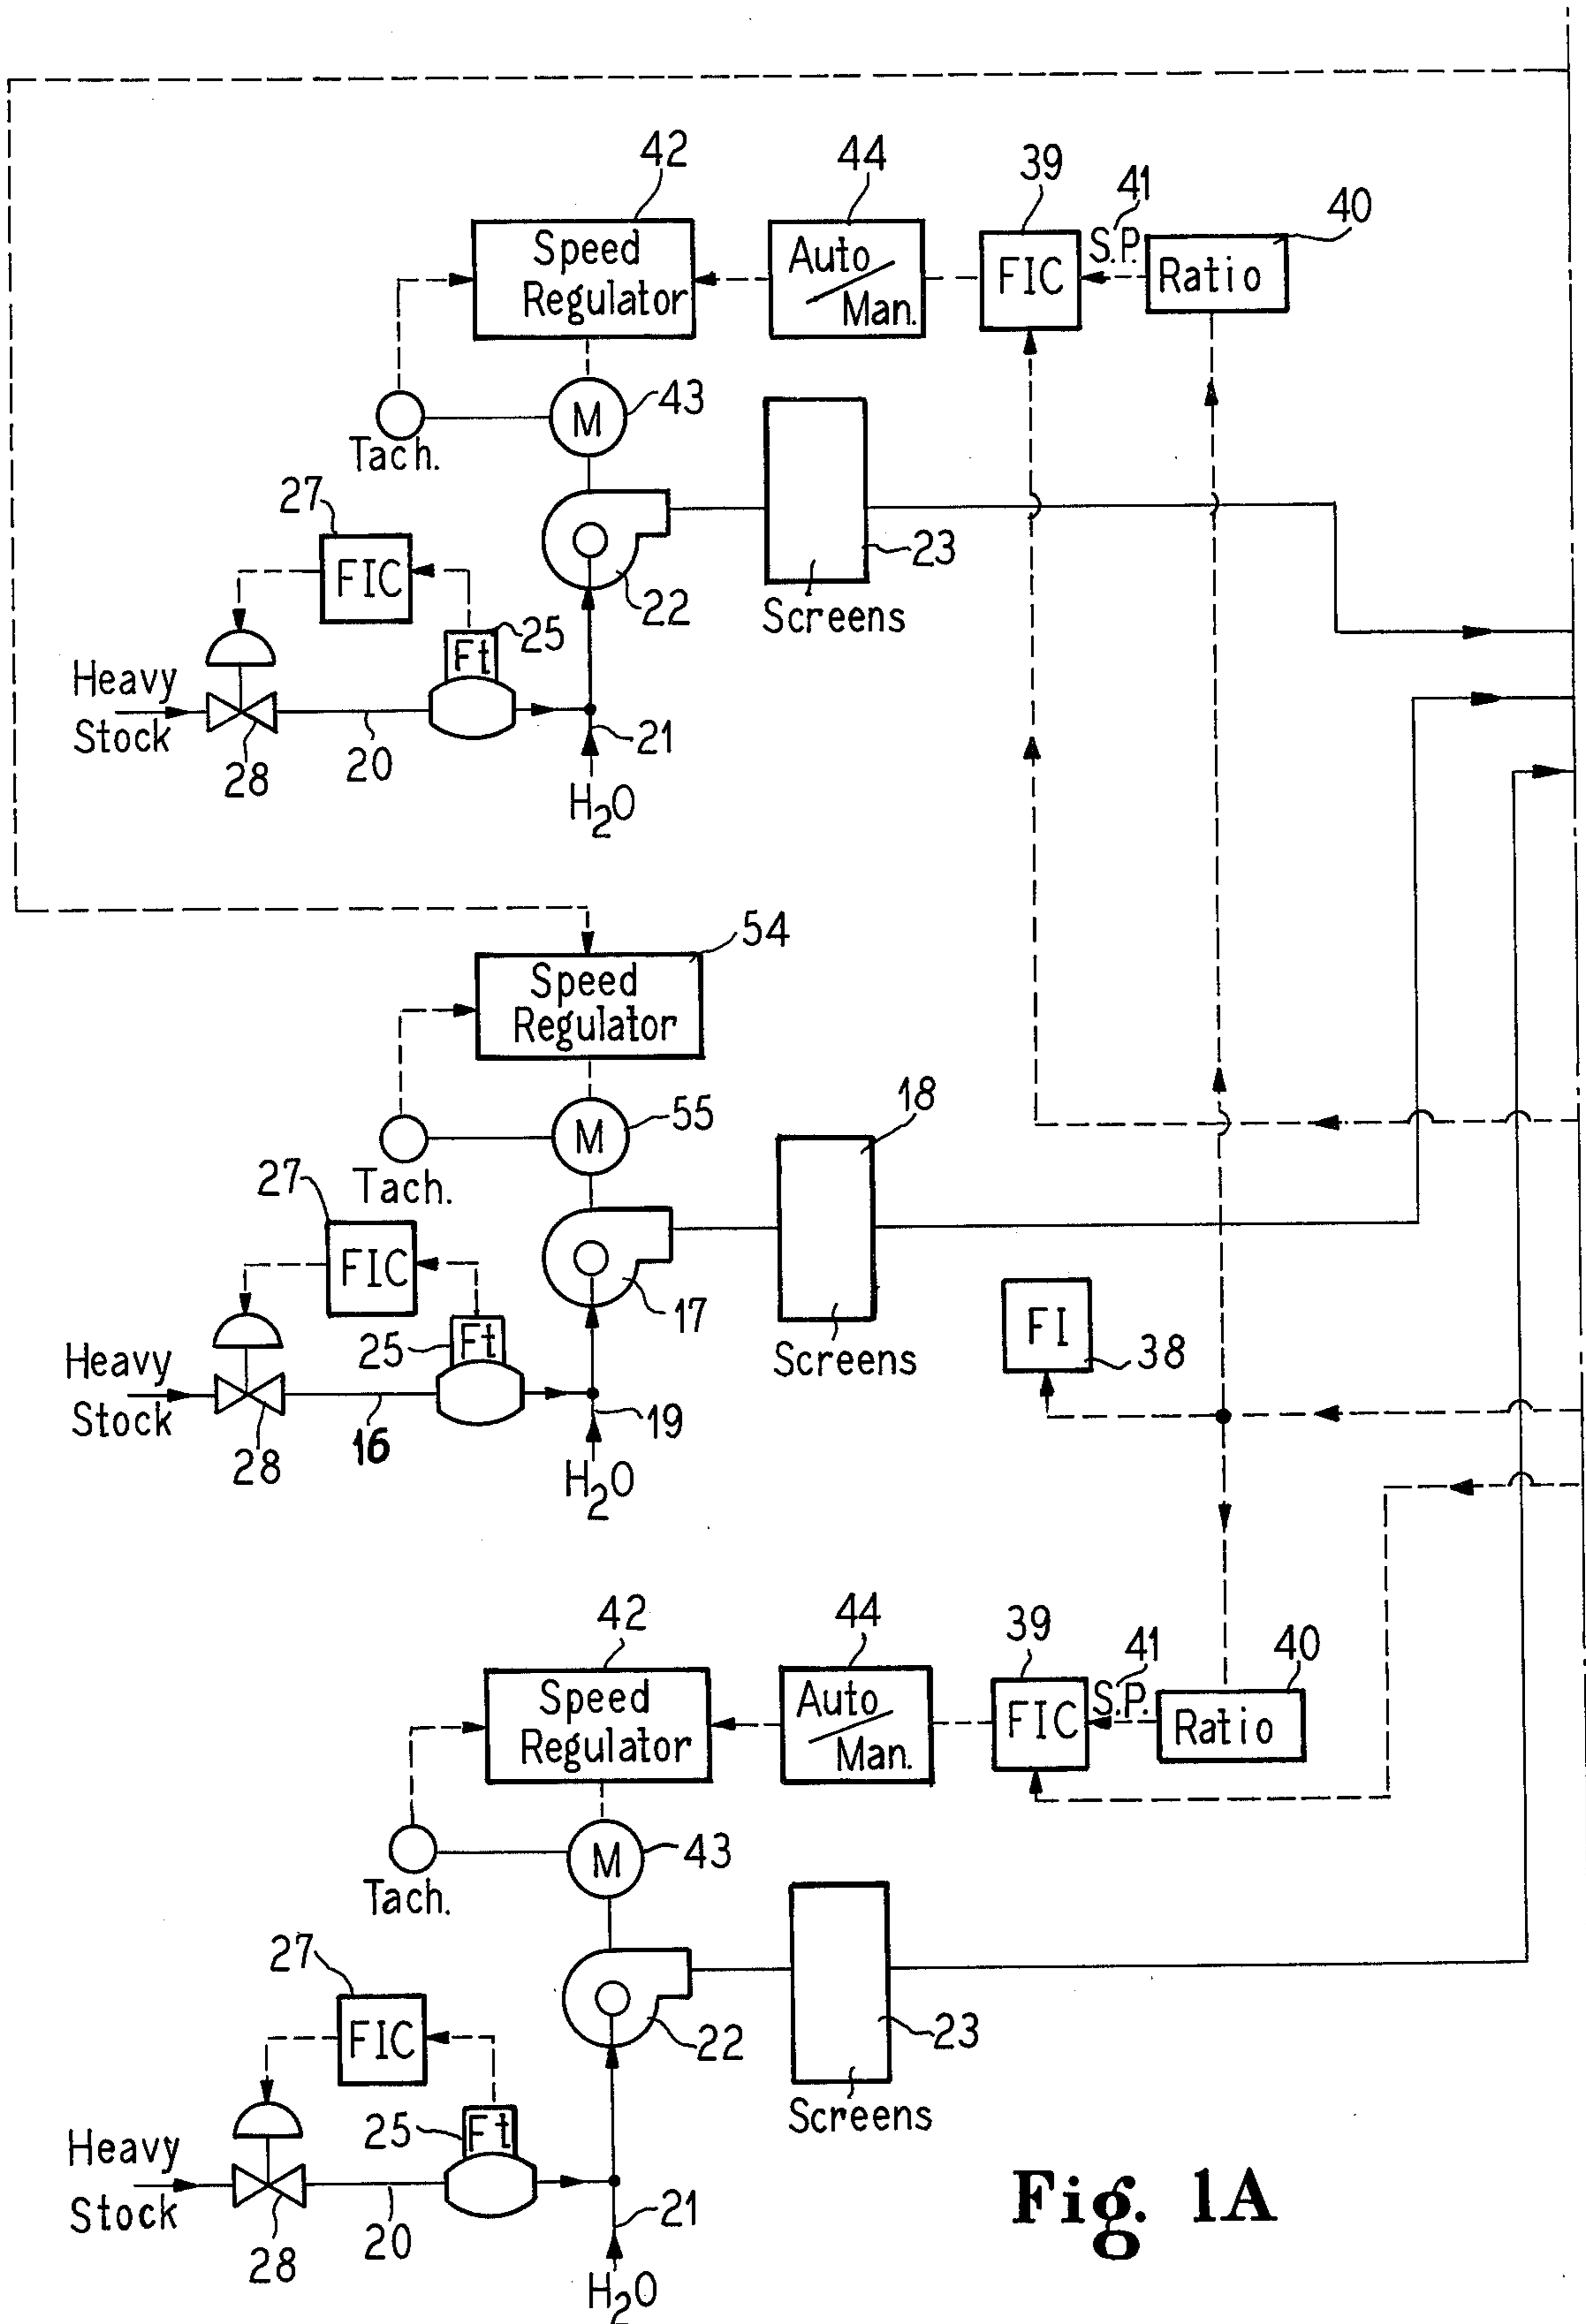 42
44
39
41
40
Speed
Regulator
Auto
Man.
FIC
S.P.
Ratio
M
43
Tach.
27
FIC
25
Ft
22
23
Screens
Heavy
Stock
28
20
21
H2O
54
Speed
Regulator
M
55
18
Tach.
27
FIC
25
Ft
17
Screens
FI
38
Heavy
Stock
28
16
19
H2O
42
44
39
41
40
Speed
Regulator
Auto
Man.
FIC
S.P.
Ratio
M
43
Tach.
27
FIC
25
Ft
22
23
Screens
Heavy
Stock
28
20
21
H2O
Fig. 1A